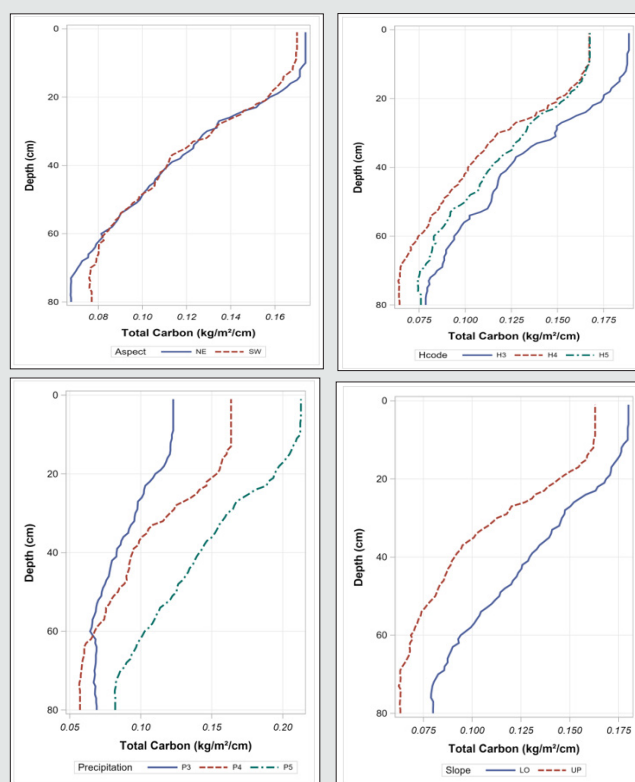 0
20
40
60
80
Depth (cm)
0.08 0.10 0.12 0.14 0.16
Total Carbon (kg/m²/cm)
Aspect NE SW
0
20
40
60
80
Depth (cm)
0.075 0.100 0.125 0.150 0.175
Total Carbon (kg/m²/cm)
Hcode H3 H4 H5
0
20
40
60
80
Depth (cm)
0.05 0.10 0.15 0.20
Total Carbon (kg/m²/cm)
Precipitation P3 P4 P5
0
20
40
60
80
Depth (cm)
0.075 0.100 0.125 0.150 0.175
Total Carbon (kg/m²/cm)
Slope LO UP